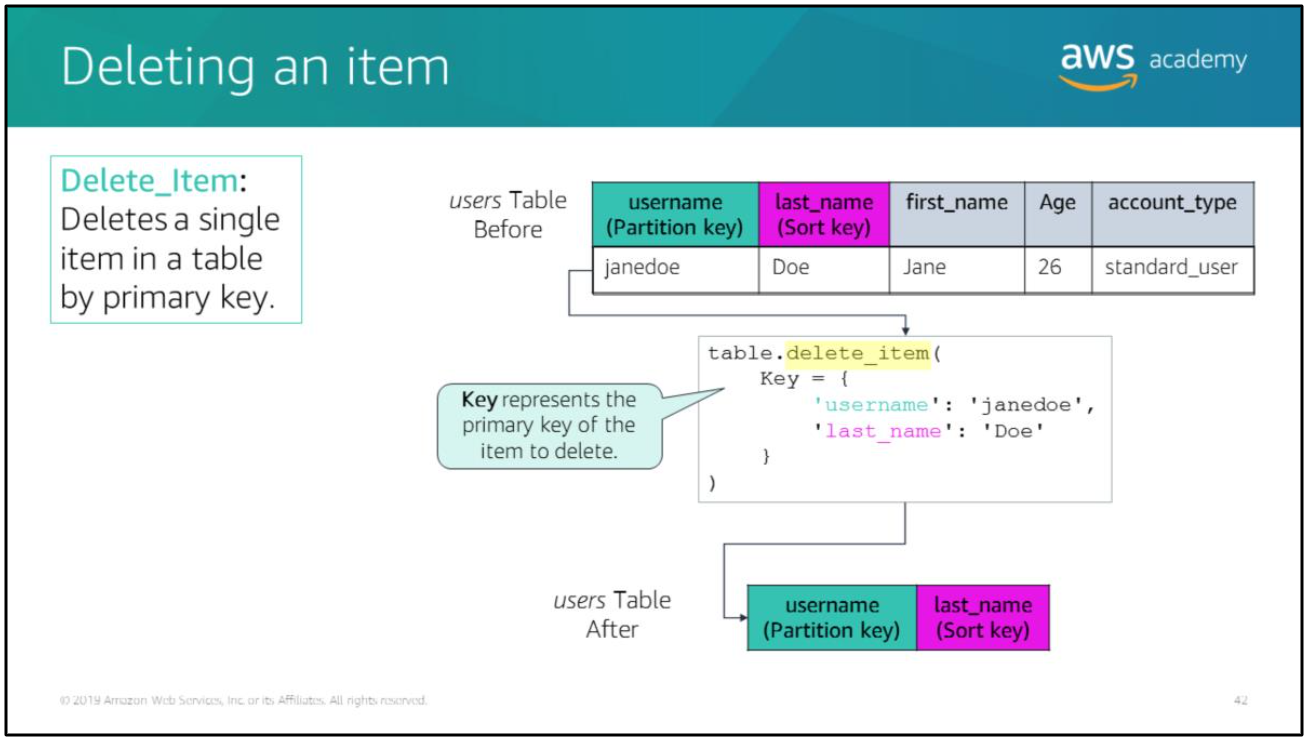 Deleting an item
aws academy
Delete_Item:
Deletes a single
item in a table
by primary key.
users Table
Before
username
(Partition key)
last_name
(Sort key)
first_name
Age
account_type
janedoe
Doe
Jane
26
standard_user
table.delete_item(
Key = {
'username': 'janedoe',
'last_name': 'Doe'
}
)
Key represents the
primary key of the
item to delete.
users Table
After
username
(Partition key)
last_name
(Sort key)
© 2019 Amazon Web Services, Inc. or its Affiliates. All rights reserved.
42